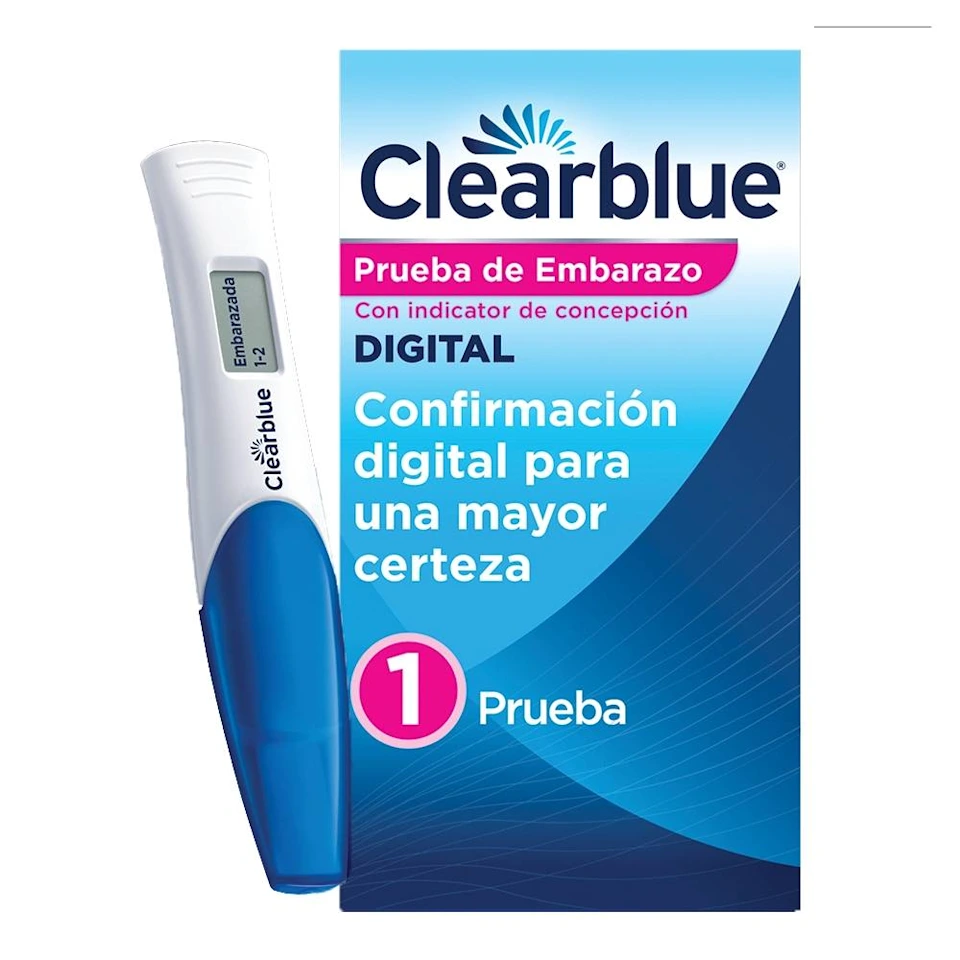 Clearblue®
Prueba de Embarazo
Con indicator de concepción
DIGITAL
Confirmación
digital para
una mayor
certeza
1 Prueba
Embarazada
1-2
Clearblue